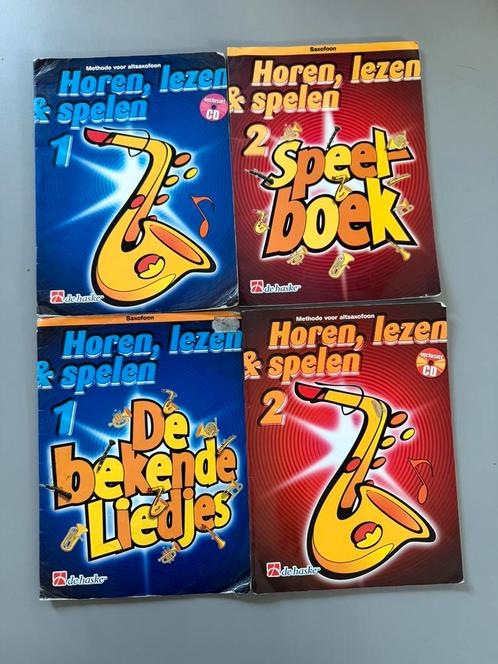 Methode voor altsaxofoon
Horen, lezen
& spelen
1
inclusief
CD
de haske
Saxofoon
Horen, lezen
& spelen
2
Speel-
boek
de haske
Saxofoon
Horen, lezen
& spelen
1
De
bekende
Liedjes
de haske
Methode voor altsaxofoon
Horen, lezen
& spelen
2
inclusief
CD
de haske